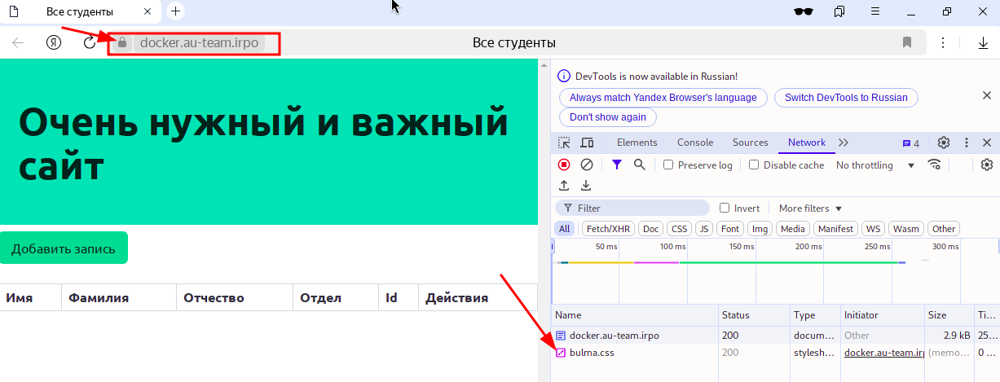 Все студенты
docker.au-team.irpo
Все студенты
Очень нужный и важный
сайт
Добавить запись
Имя Фамилия Отчество Отдел Id Действия
DevTools is now available in Russian!
Always match Yandex Browser's language Switch DevTools to Russian
Don't show again
Elements Console Sources Network 4
Preserve log Disable cache No throttling
Filter Invert More filters
All Fetch/XHR Doc CSS JS Font Img Media Manifest WS Wasm Other
50 ms 100 ms 150 ms 200 ms 250 ms 300 ms
Name Status Type Initiator Size Ti...
docker.au-team.irpo 200 docum... Other 2.9 kB 25...
bulma.css 200 stylesh... docker.au-team.irp (memo... 0 ...